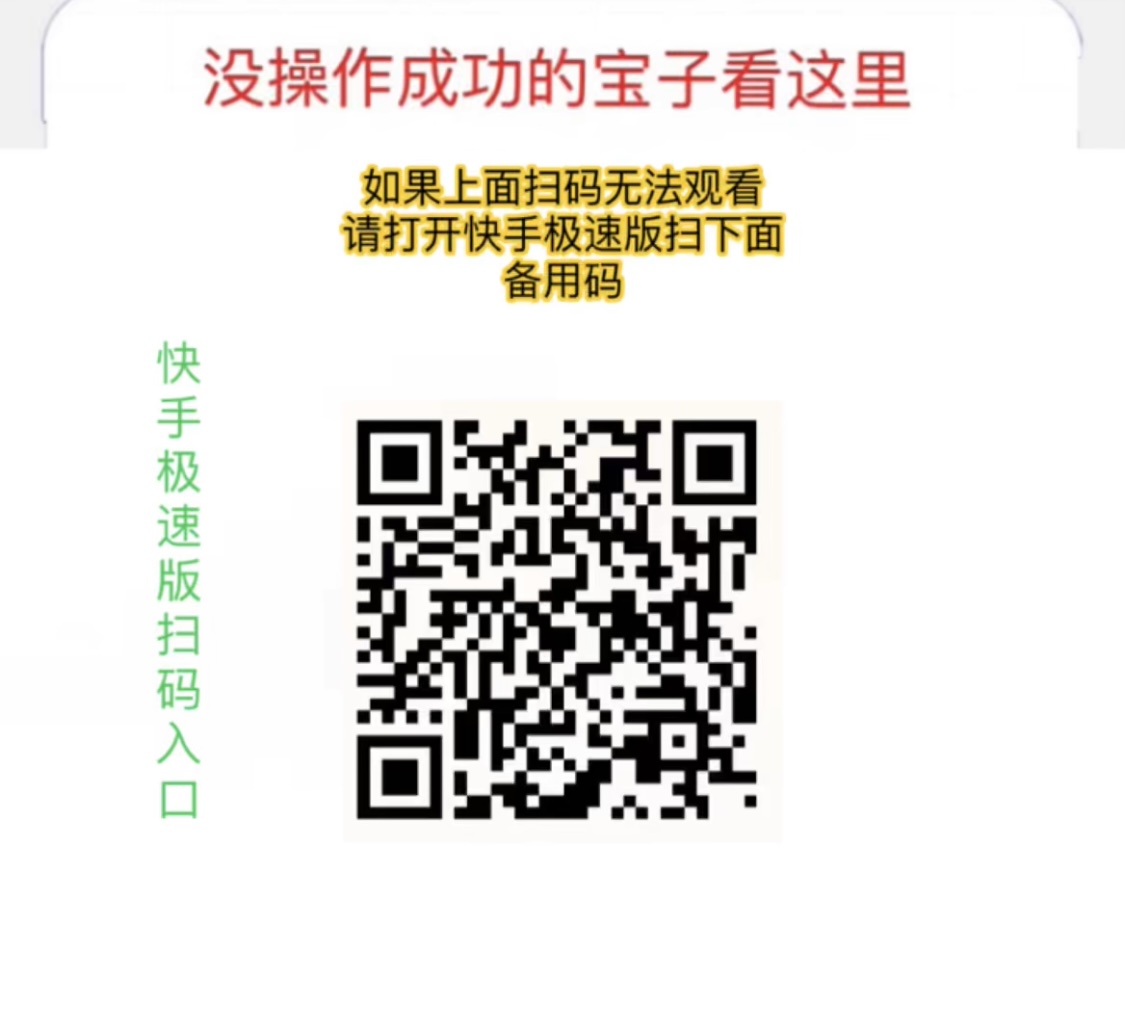 没操作成功的宝子看这里
如果上面扫码无法观看
请打开快手极速版扫下面
备用码
快手极速版扫码入口